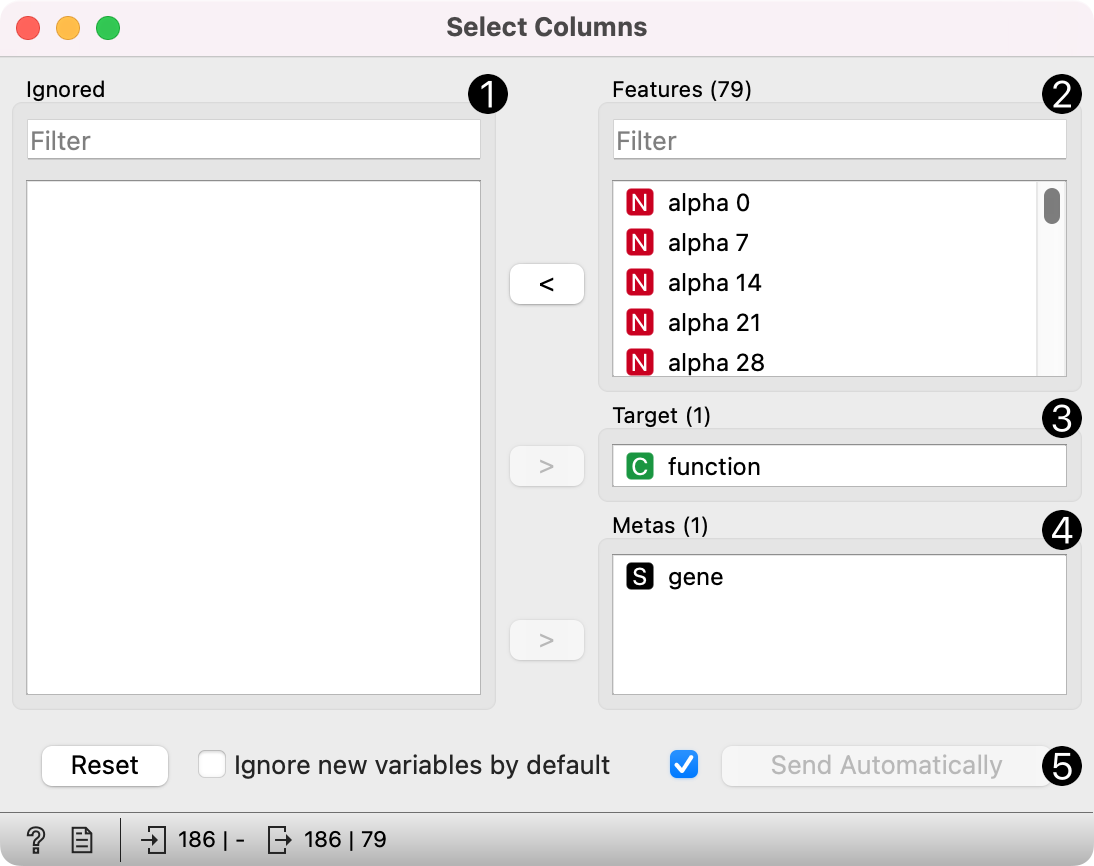 Select Columns
Ignored
1
Filter
Features (79)
2
Filter
N alpha 0
N alpha 7
N alpha 14
N alpha 21
N alpha 28
<
Target (1)
3
C function
>
Metas (1)
4
S gene
>
Reset
Ignore new variables by default
Send Automatically
5
? 186 | - 186 | 79